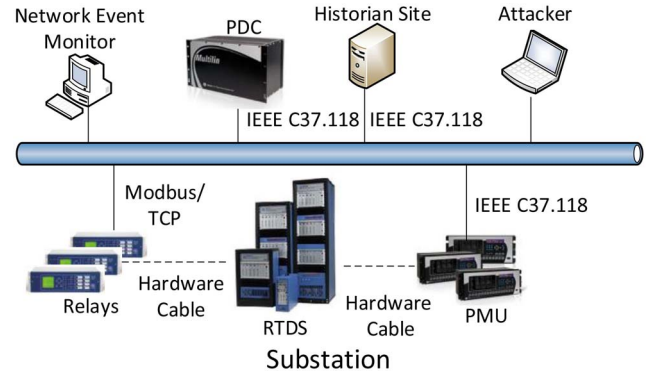 Network Event
Monitor
PDC
Historian Site
Attacker
Multilin
IEEE C37.118
IEEE C37.118
Modbus/
TCP
IEEE C37.118
Hardware
Cable
Relays
RTDS
Hardware
Cable
PMU
Substation